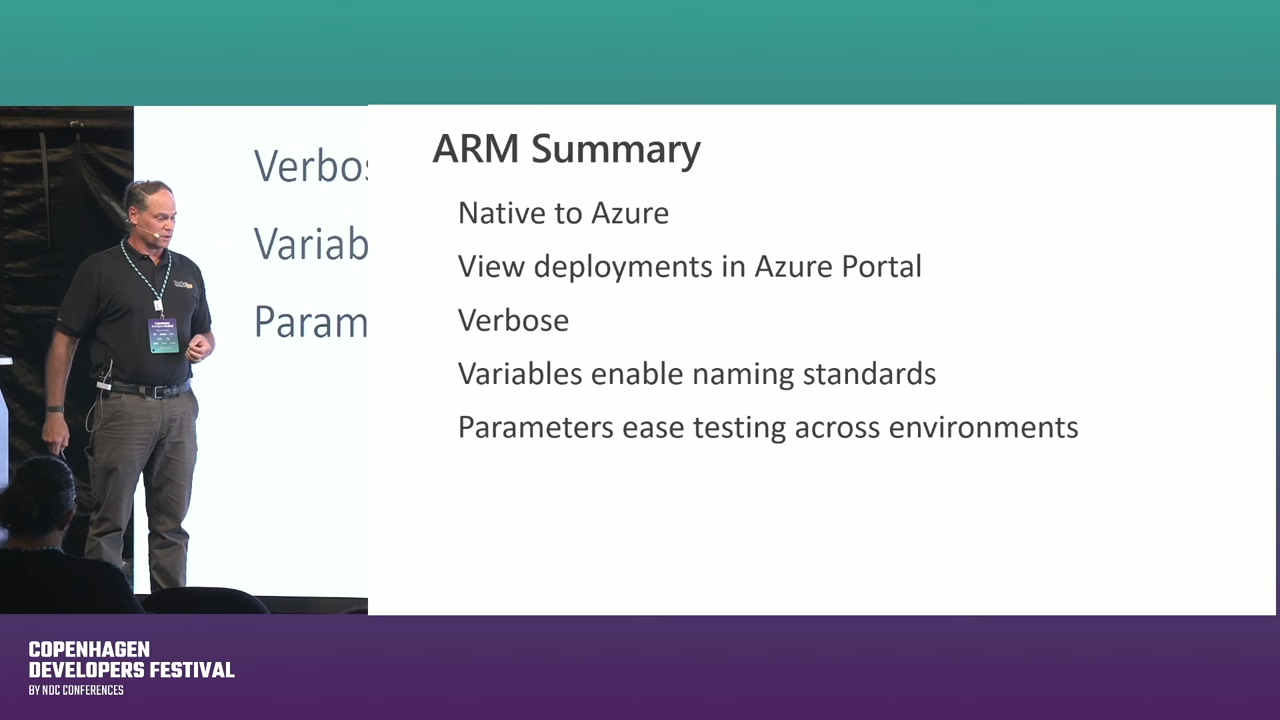 Verbos
Variab
Param
ARM Summary
Native to Azure
View deployments in Azure Portal
Verbose
Variables enable naming standards
Parameters ease testing across environments
COPENHAGEN
DEVELOPERS FESTIVAL
BY NDC CONFERENCES